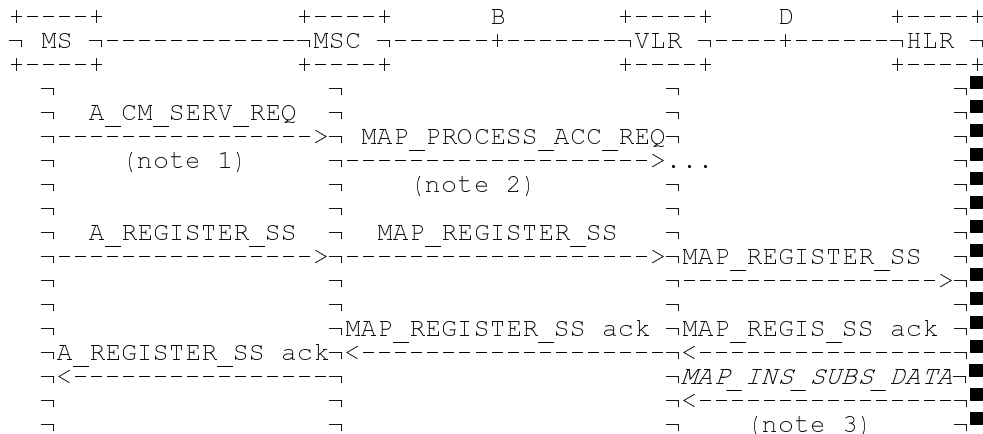 +----+ +----+ B +----+ D +----+
¬ MS ¬-------------¬MSC ¬------+--------¬VLR ¬----+-------¬HLR ¬
+----+ +----+ +----+ +----+
¬ ¬ ¬ ¬
¬ A_CM_SERV_REQ ¬ ¬ ¬
¬---------------->¬ MAP_PROCESS_ACC_REQ¬ ¬
¬ (note 1) ¬-------------------->... ¬
¬ ¬ (note 2) ¬ ¬
¬ ¬ ¬ ¬
¬ A_REGISTER_SS ¬ MAP_REGISTER_SS ¬ ¬
¬---------------->¬-------------------->¬MAP_REGISTER_SS ¬
¬ ¬ ¬---------------->¬
¬ ¬ ¬ ¬
¬ ¬MAP_REGISTER_SS ack ¬MAP_REGIS_SS ack ¬
¬A_REGISTER_SS ack¬<--------------------¬<-----------------¬
¬<-----------------¬ ¬MAP_INS_SUBS_DATA¬
¬ ¬ ¬<-----------------¬
¬ ¬ ¬ (note 3) ¬